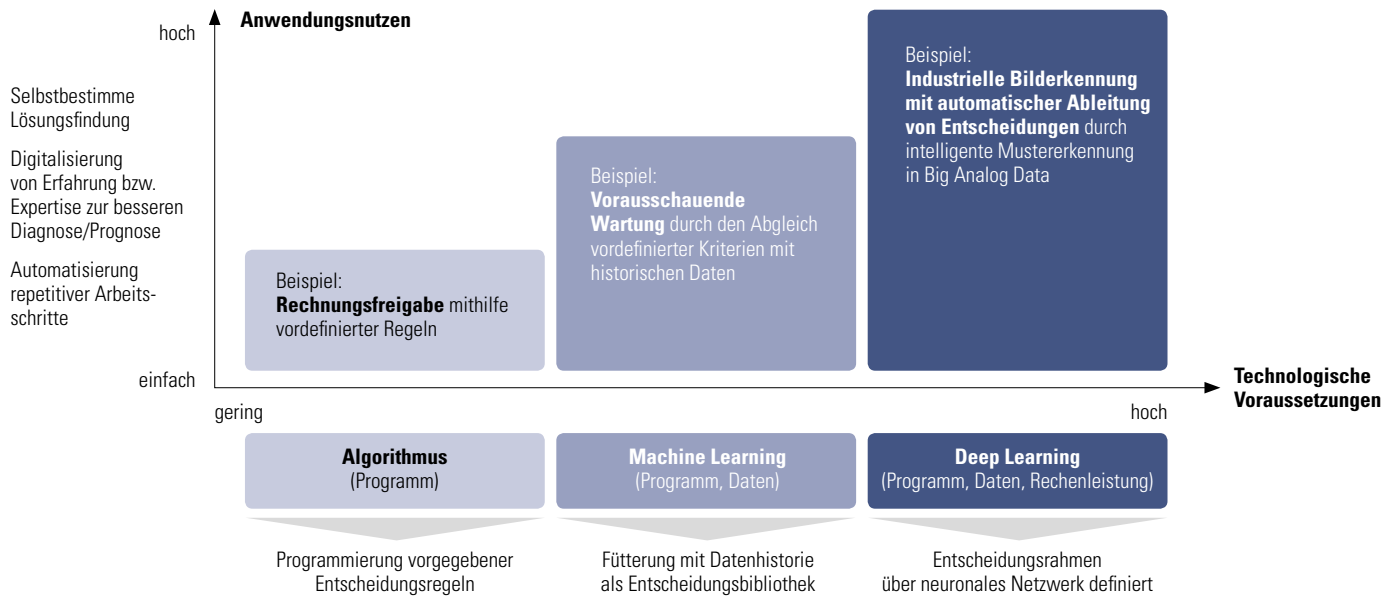 Anwendungsnutzen
hoch
Selbstbestimme
Lösungsfindung
Digitalisierung
von Erfahrung bzw.
Expertise zur besseren
Diagnose/Prognose
Automatisierung
repetitiver Arbeits-
schritte
einfach
Beispiel:
Rechnungsfreigabe mithilfe
vordefinierter Regeln
Beispiel:
Vorausschauende
Wartung durch den Abgleich
vordefinierter Kriterien mit
historischen Daten
Beispiel:
Industrielle Bilderkennung
mit automatischer Ableitung
von Entscheidungen durch
intelligente Mustererkennung
in Big Analog Data
Technologische
Voraussetzungen
gering
hoch
Algorithmus
(Programm)
Machine Learning
(Programm, Daten)
Deep Learning
(Programm, Daten, Rechenleistung)
Programmierung vorgegebener
Entscheidungsregeln
Fütterung mit Datenhistorie
als Entscheidungsbibliothek
Entscheidungsrahmen
über neuronales Netzwerk definiert